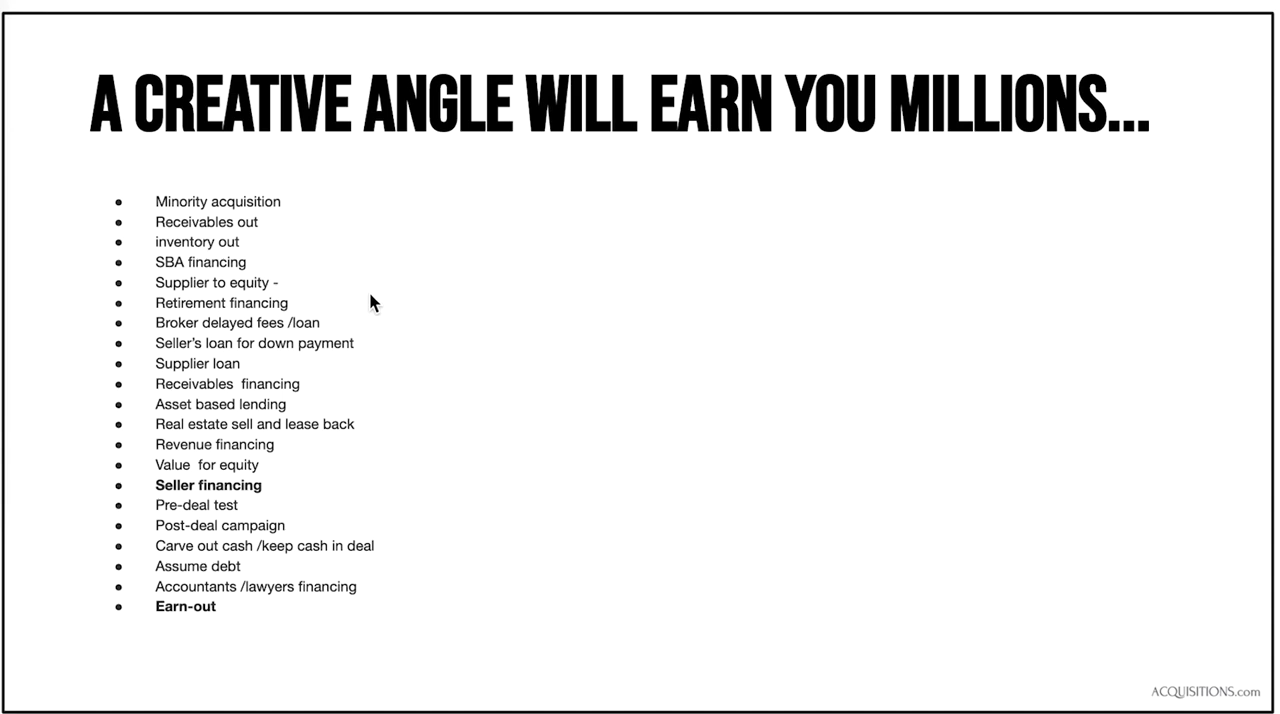 A CREATIVE ANGLE WILL EARN YOU MILLIONS...
• Minority acquisition
• Receivables out
• inventory out
• SBA financing
• Supplier to equity -
• Retirement financing
• Broker delayed fees /loan
• Seller’s loan for down payment
• Supplier loan
• Receivables  financing
• Asset based lending
• Real estate sell and lease back
• Revenue financing
• Value  for equity
• Seller financing
• Pre-deal test
• Post-deal campaign
• Carve out cash /keep cash in deal
• Assume debt
• Accountants /lawyers financing
• Earn-out
ACQUISITIONS.com